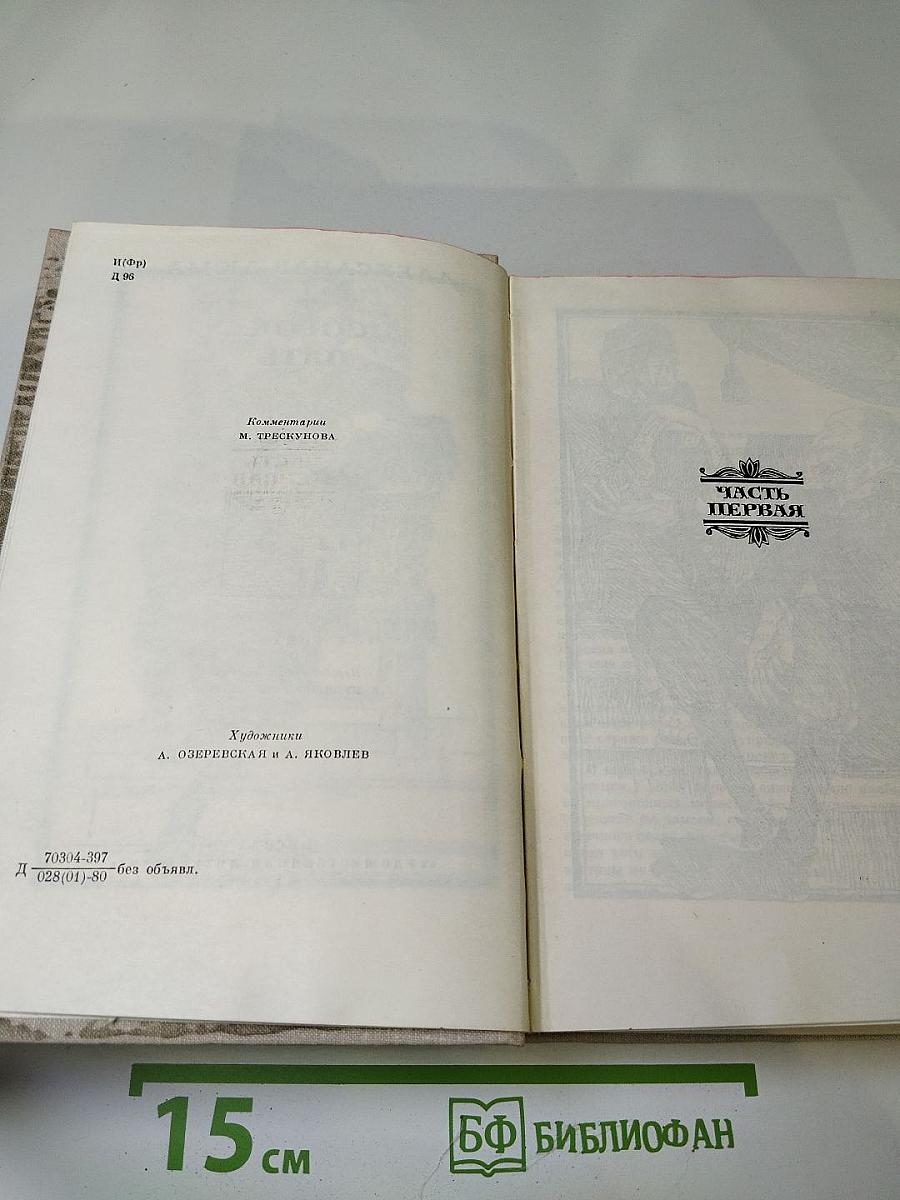 И(Фр)
Д 96
Комментарии
М. ТРЕСКУНОВА
Художники
А. ОЗЕРЕВСКАЯ и А. ЯКОВЛЕВ
Д 70304-397
028(01)-80 без объявл.
ЧАСТЬ
ПЕРВАЯ
15 см
БФ БИБЛИОФАН